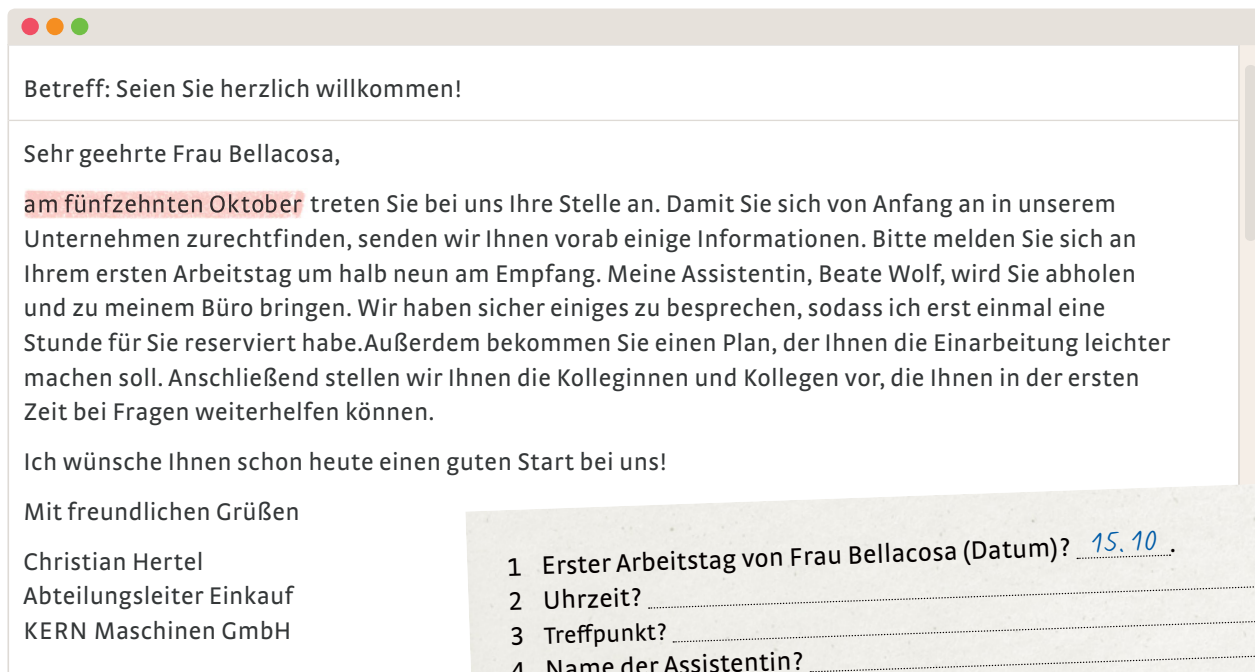 Betreff: Seien Sie herzlich willkommen!
Sehr geehrte Frau Bellacosa,
am fünfzehnten Oktober treten Sie bei uns Ihre Stelle an. Damit Sie sich von Anfang an in unserem
Unternehmen zurechtfinden, senden wir Ihnen vorab einige Informationen. Bitte melden Sie sich an
Ihrem ersten Arbeitstag um halb neun am Empfang. Meine Assistentin, Beate Wolf, wird Sie abholen
und zu meinem Büro bringen. Wir haben sicher einiges zu besprechen, sodass ich erst einmal eine
Stunde für Sie reserviert habe.Außerdem bekommen Sie einen Plan, der Ihnen die Einarbeitung leichter
machen soll. Anschließend stellen wir Ihnen die Kolleginnen und Kollegen vor, die Ihnen in der ersten
Zeit bei Fragen weiterhelfen können.
Ich wünsche Ihnen schon heute einen guten Start bei uns!
Mit freundlichen Grüßen
Christian Hertel
Abteilungsleiter Einkauf
KERN Maschinen GmbH
1 Erster Arbeitstag von Frau Bellacosa (Datum)? 15.10.
2 Uhrzeit?
3 Treffpunkt?
4 Name der Assistentin?